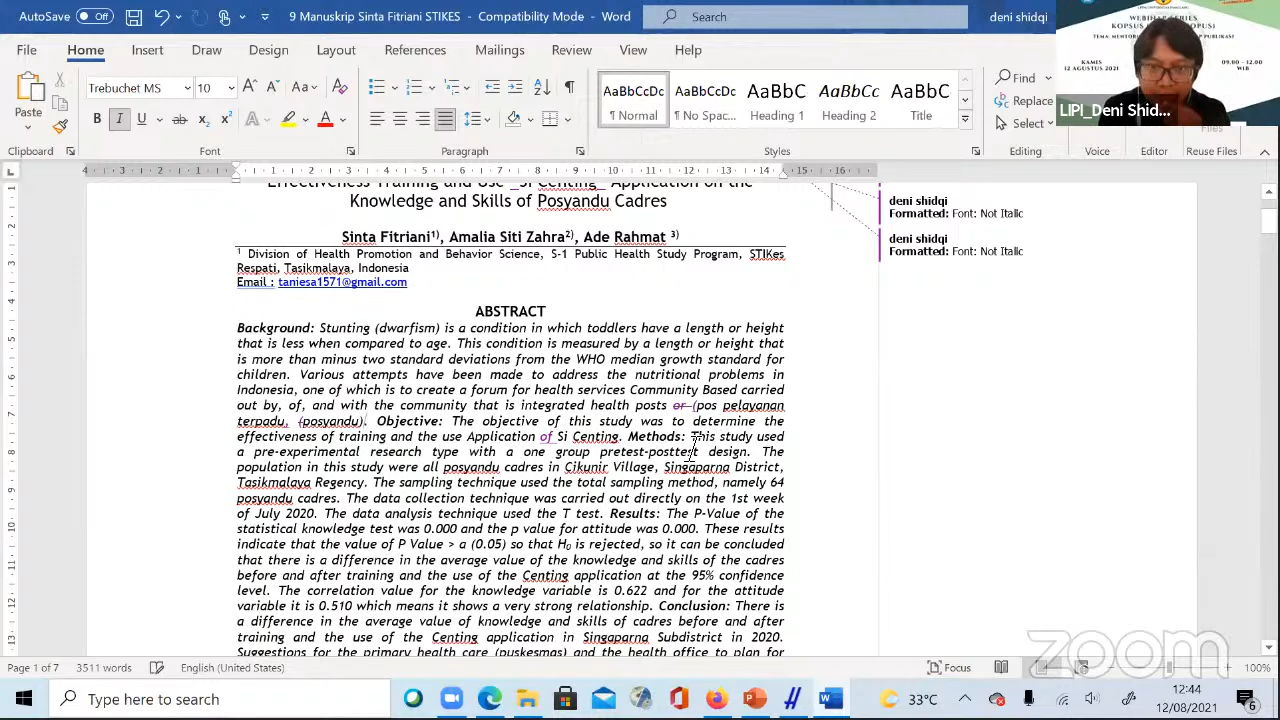 5_posyandu manuskrip_Sinta STIKES - Compatibility Mode
Search
deni shidqi
WEBINAR SERIES
KAMIS
12 AGUSTUS 2021
09.00 - 12.00
WIB
LIPI_Deni Shid...
File Home Insert Draw Design Layout References Mailings Review View Help
Paste
Clipboard
Trebuchet MS 10
Font
Paragraph
AaBbCcDc AaBbCcDc AaBbC AaBbCc AaBbC
¶ Normal ¶ No Spac... Heading 1 Heading 2 Title
Styles
Find
Replace
Select
Effectiveness Training and Use _Si Centing_ Application on the
Knowledge and Skills of Posyandu Cadres
Sinta Fitriani1), Amalia Siti Zahra2), Ade Rahmat 3)
1 Division of Health Promotion and Behavior Science, S-1 Public Health Study Program, STIKes
Respati, Tasikmalaya, Indonesia
Email : taniesa1571@gmail.com
ABSTRACT
Background: Stunting (dwarfism) is a condition in which toddlers have a length or height
that is less when compared to age. This condition is measured by a length or height that
is more than minus two standard deviations from the WHO median growth standard for
children. Various attempts have been made to address the nutritional problems in
Indonesia, one of which is to create a forum for health services Community Based carried
out by, of, and with the community that is integrated health posts or (pos pelayanan
terpadu, (posyandu). Objective: The objective of this study was to determine the
effectiveness of training and the use Application of Si Centing. Methods: This study used
a pre-experimental research type with a one group pretest-posttest design. The
population in this study were all posyandu cadres in Cilunir Village, Singaparna District,
Tasikmalaya Regency. The sampling technique used the total sampling method, namely 64
posyandu cadres. The data collection technique was carried out directly on the 1st week
of July 2020. The data analysis technique used the T test. Results: The P-Value of the
statistical knowledge test was 0.000 and the p value for attitude was 0.000. These results
indicate that the value of P Value > a (0.05) so that H0 is rejected, so it can be concluded
that there is a difference in the average value of the knowledge and skills of the cadres
before and after training and the use of the Centing application at the 95% confidence
level. The correlation value for the knowledge variable is 0.622 and for the attitude
variable it is 0.510 which means it shows a very strong relationship. Conclusion: There is
a difference in the average value of knowledge and skills of cadres before and after
training and the use of the Centing application in Singaparna Subdistrict in 2020.
Suggestions for the primary health care (puskesmas) and the health office to plan for
deni shidqi
Formatted: Font: Not Italic
deni shidqi
Formatted: Font: Not Italic
zoom
Page 1 of 7 3511 words English (United States) Focus 100%
Type here to search
33°C
12:44
12/08/2021
6